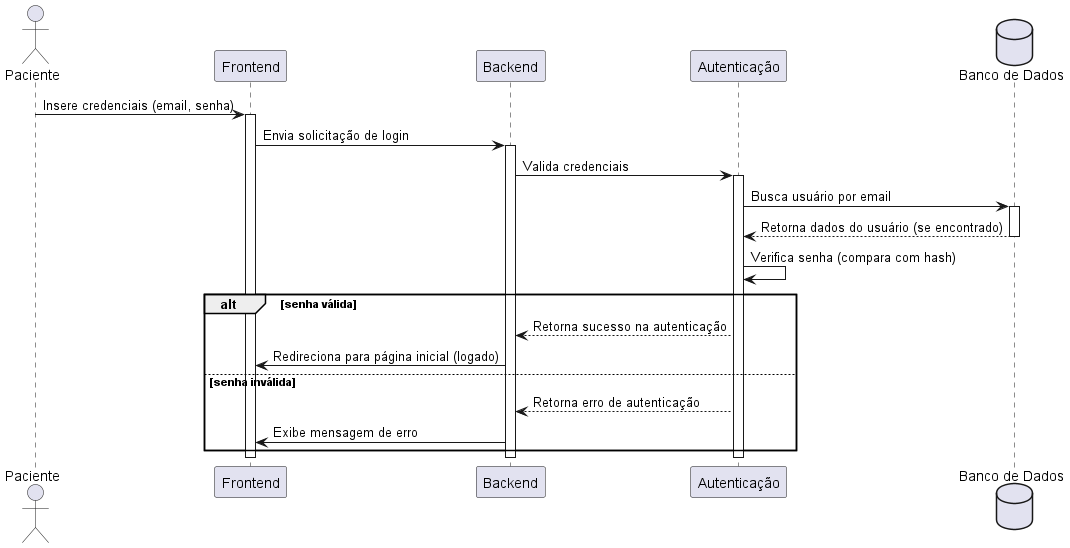 Paciente
Frontend
Backend
Autenticação
Banco de Dados
Insere credenciais (email, senha)
Envia solicitação de login
Valida credenciais
Busca usuário por email
Retorna dados do usuário (se encontrado)
Verifica senha (compara com hash)
alt [senha válida]
Retorna sucesso na autenticação
Redireciona para página inicial (logado)
[senha inválida]
Retorna erro de autenticação
Exibe mensagem de erro
Paciente
Frontend
Backend
Autenticação
Banco de Dados